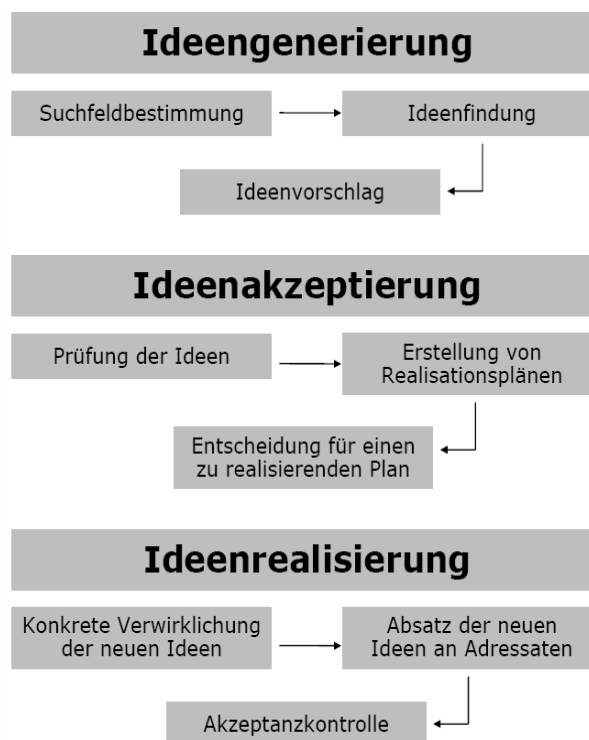 Ideengenerierung
Suchfeldbestimmung
Ideenfindung
Ideenvorschlag
Ideenakzeptierung
Prüfung der Ideen
Erstellung von
Realisationsplänen
Entscheidung für einen
zu realisierenden Plan
Ideenrealisierung
Konkrete Verwirklichung
der neuen Ideen
Absatz der neuen
Ideen an Adressaten
Akzeptanzkontrolle